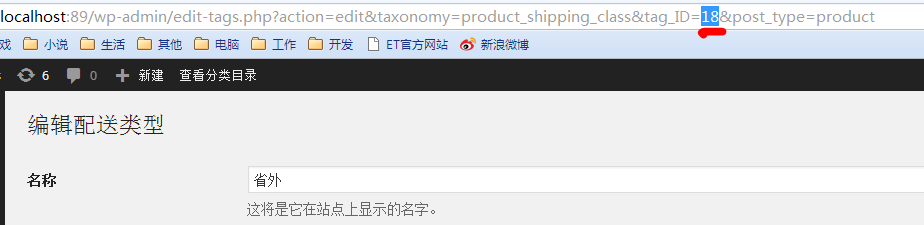 localhost:89/wp-admin/edit-tags.php?action=edit&taxonomy=product_shipping_class&tag_ID=18&post_type=product
戏 小说 生活 其他 电脑 工作 开发 ET官方网站 新浪微博
6 0 新建 查看分类目录
编辑配送类型
名称 省外
这将是它在站点上显示的名字。